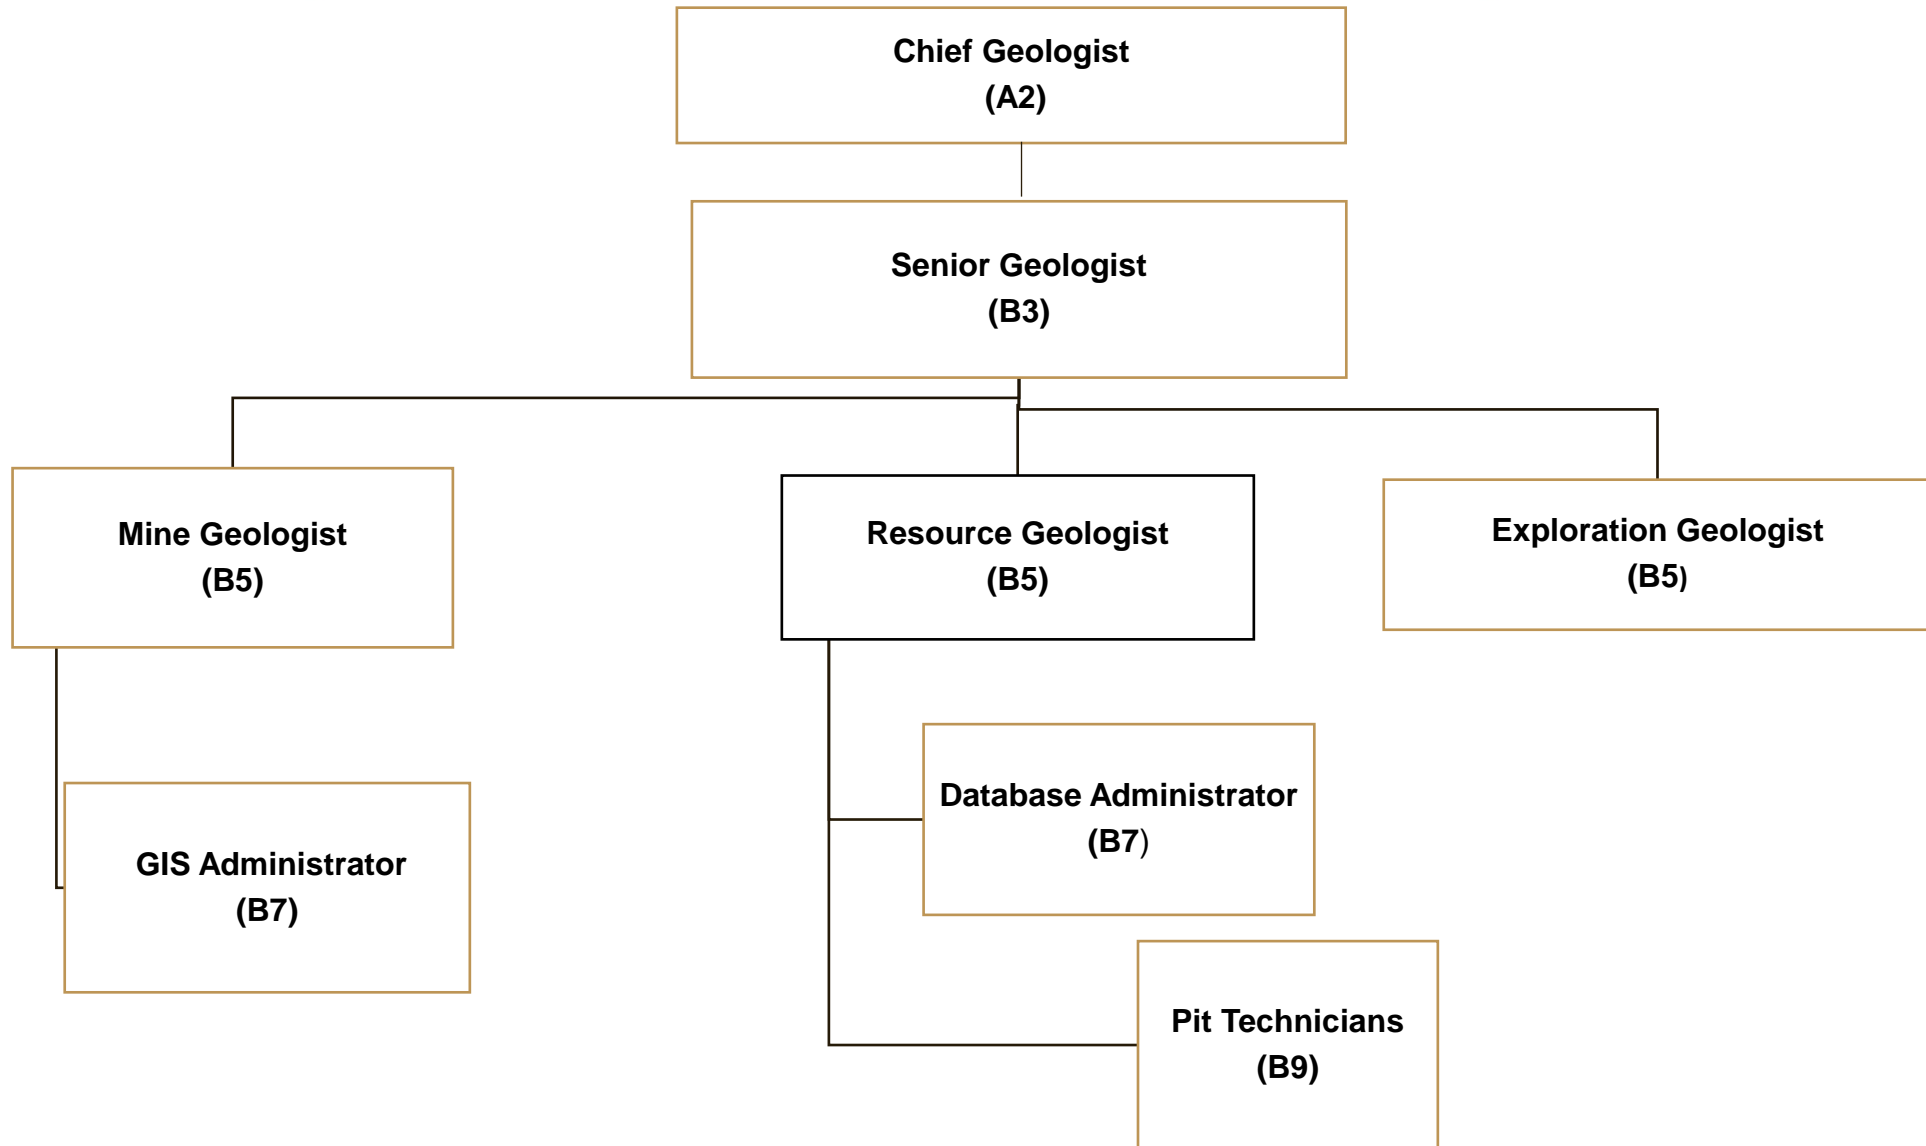 Chief Geologist
(A2)
Senior Geologist
(B3)
Mine Geologist
(B5)
Resource Geologist
(B5)
Exploration Geologist
(B5)
Database Administrator
(B7)
GIS Administrator
(B7)
Pit Technicians
(B9)